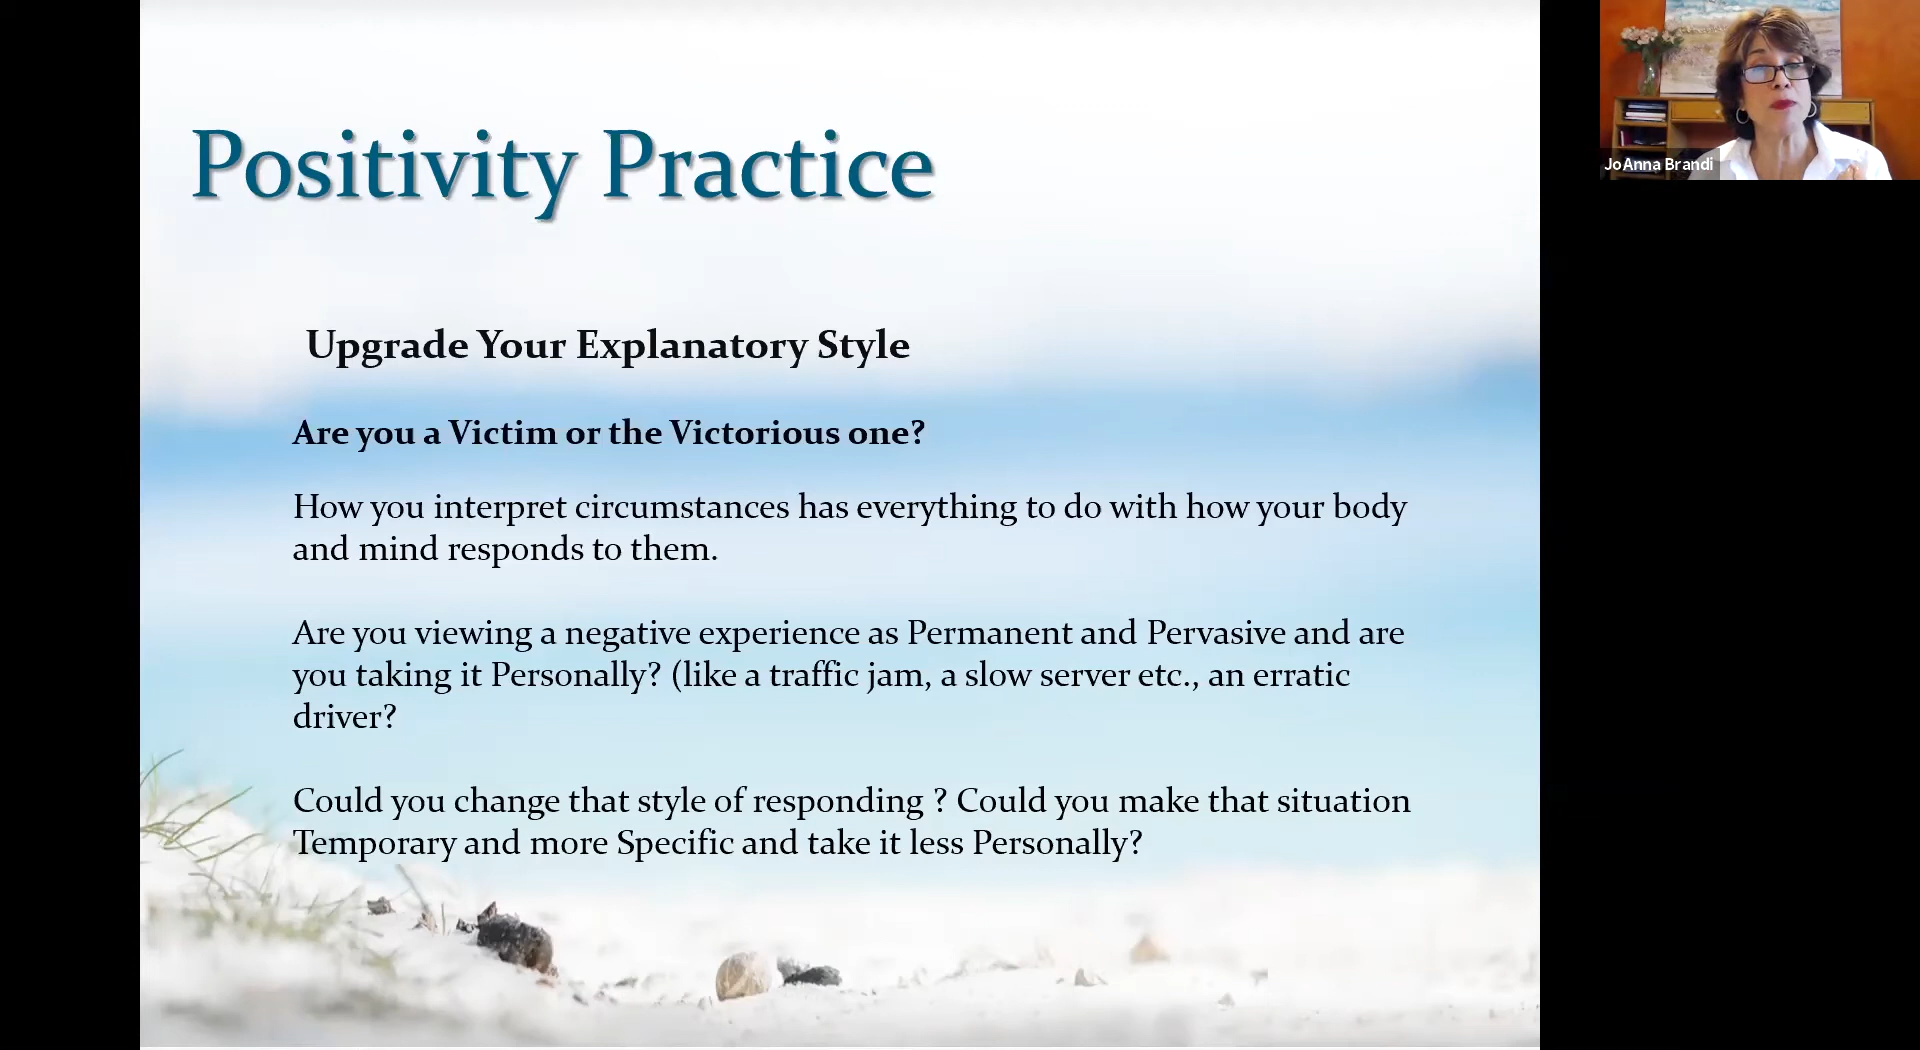 Positivity Practice
Upgrade Your Explanatory Style
Are you a Victim or the Victorious one?
How you interpret circumstances has everything to do with how your body
and mind responds to them.
Are you viewing a negative experience as Permanent and Pervasive and are
you taking it Personally? (like a traffic jam, a slow server etc., an erratic
driver?
Could you change that style of responding ? Could you make that situation
Temporary and more Specific and take it less Personally?
JoAnna Brandi